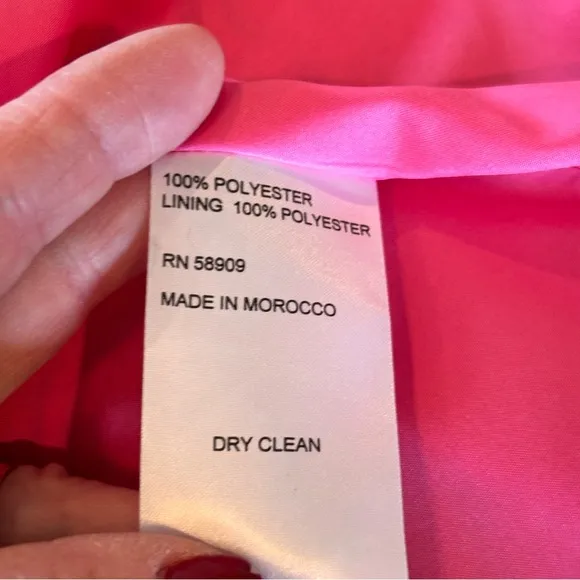 100% POLYESTER
LINING 100% POLYESTER
RN 58909
MADE IN MOROCCO
DRY CLEAN